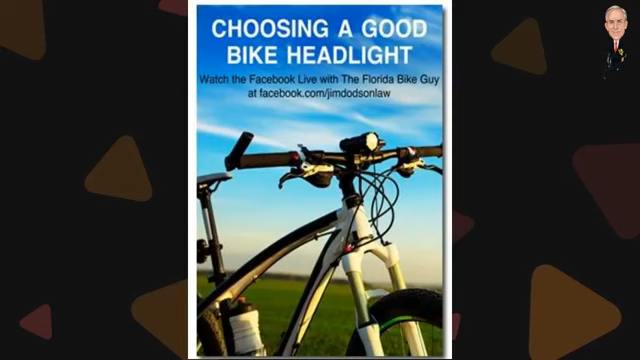 CHOOSING A GOOD
BIKE HEADLIGHT
Watch the Facebook Live with The Florida Bike Guy
at facebook.com/jimdodsonlaw